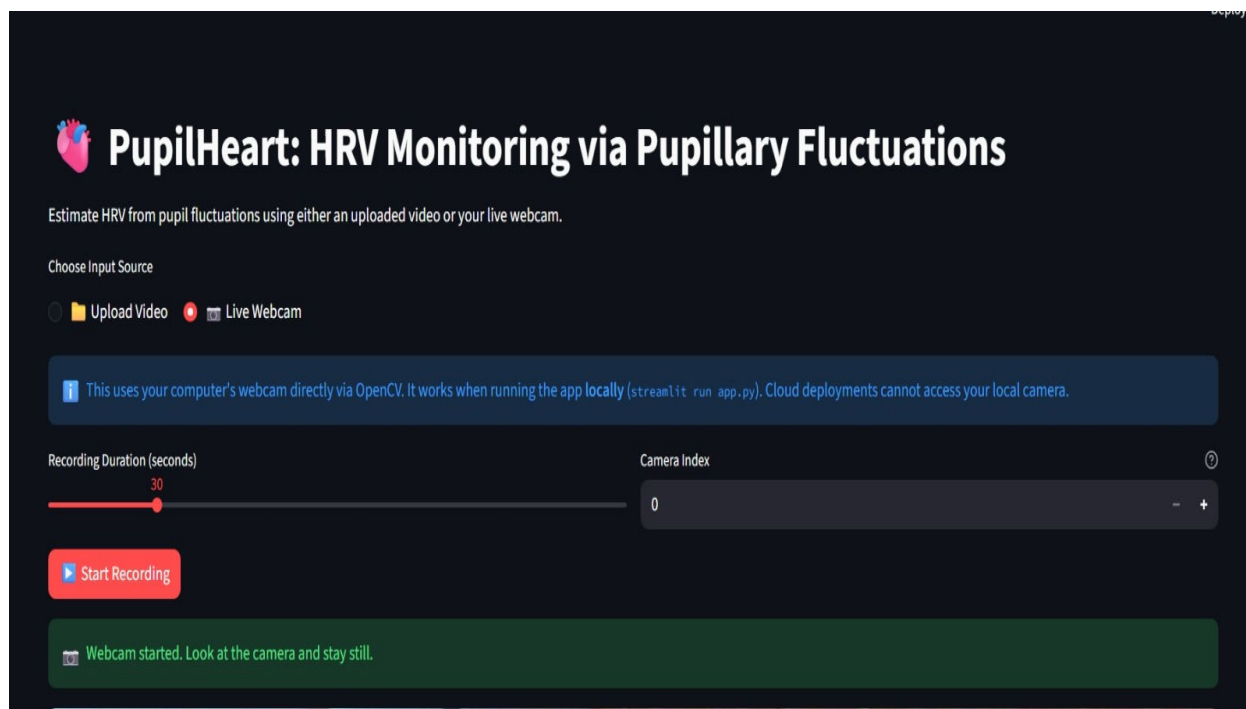 Deploy
PupilHeart: HRV Monitoring via Pupillary Fluctuations
Estimate HRV from pupil fluctuations using either an uploaded video or your live webcam.
Choose Input Source
Upload Video Live Webcam
This uses your computer's webcam directly via OpenCV. It works when running the app locally (streamlit run app.py). Cloud deployments cannot access your local camera.
Recording Duration (seconds) Camera Index
30
0
Start Recording
Webcam started. Look at the camera and stay still.